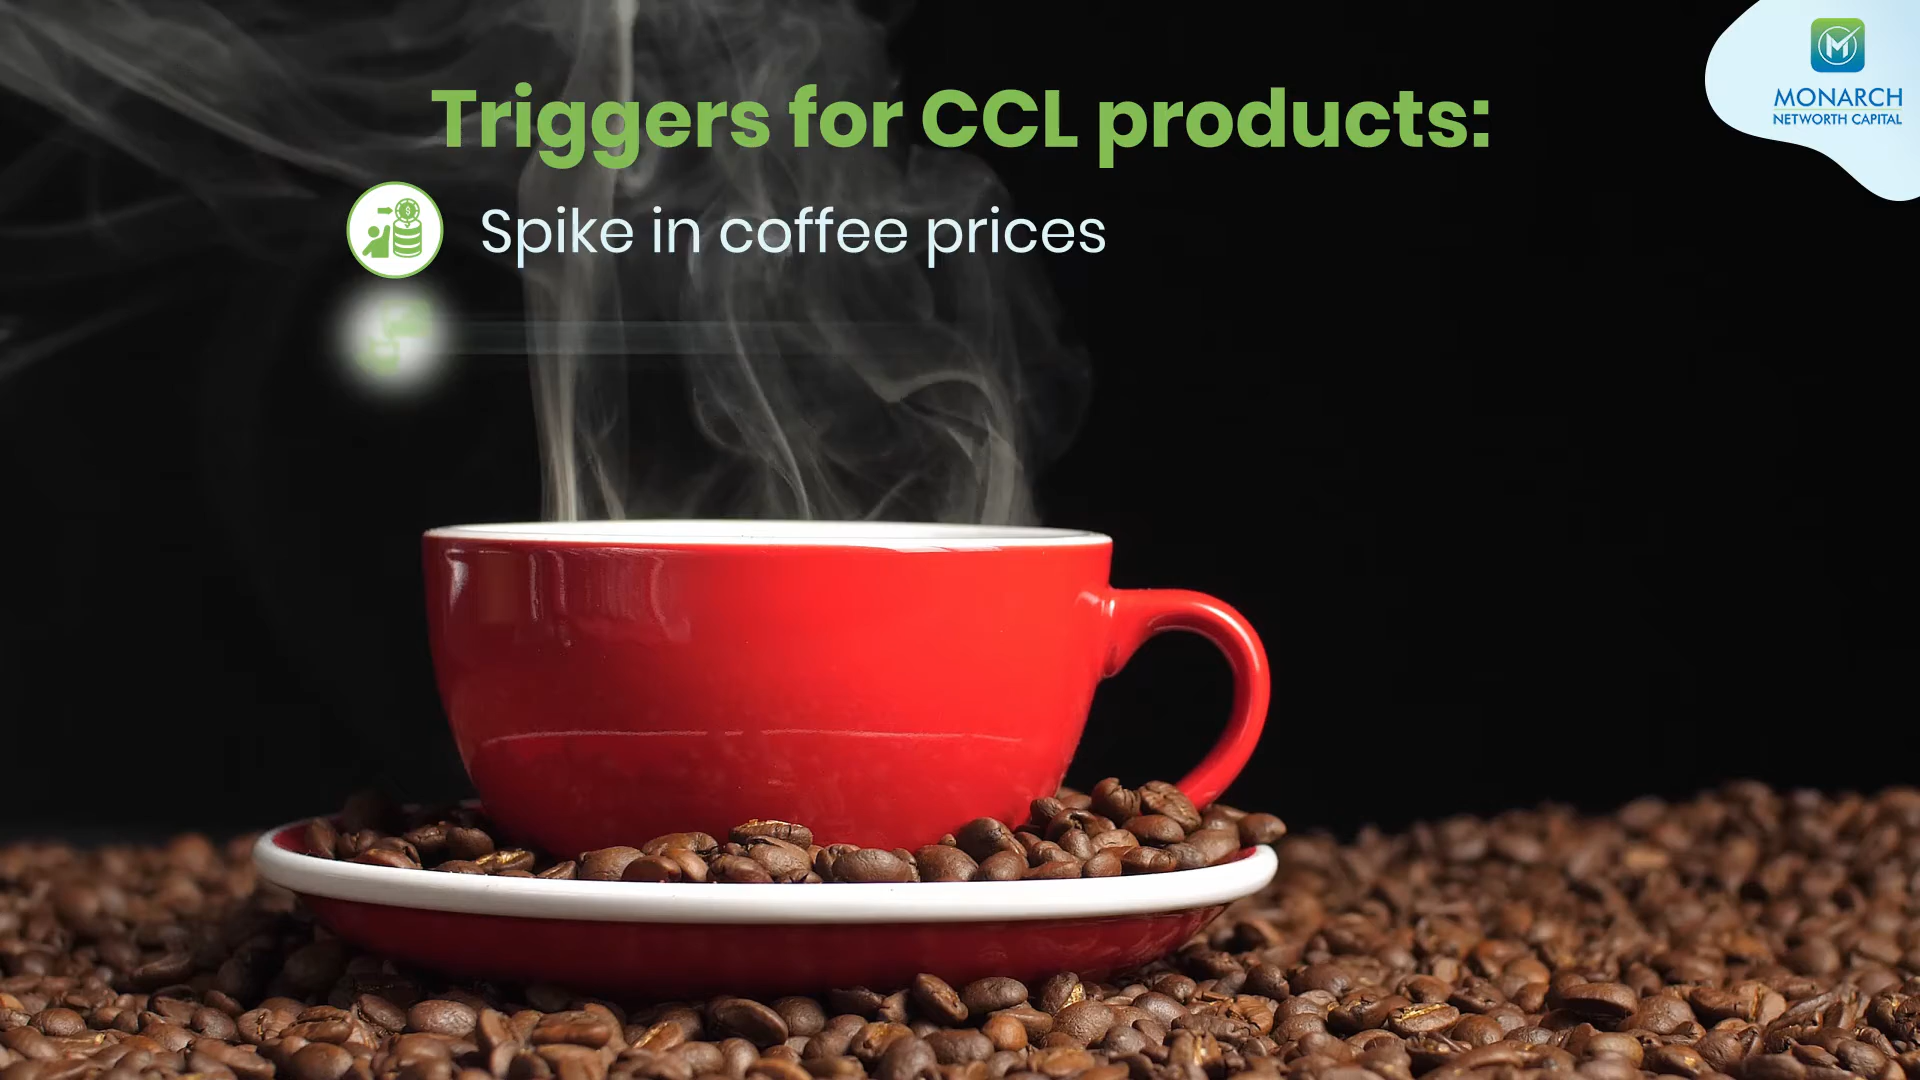 Triggers for CCL products:
Spike in coffee prices
MONARCH
NETWORTH CAPITAL